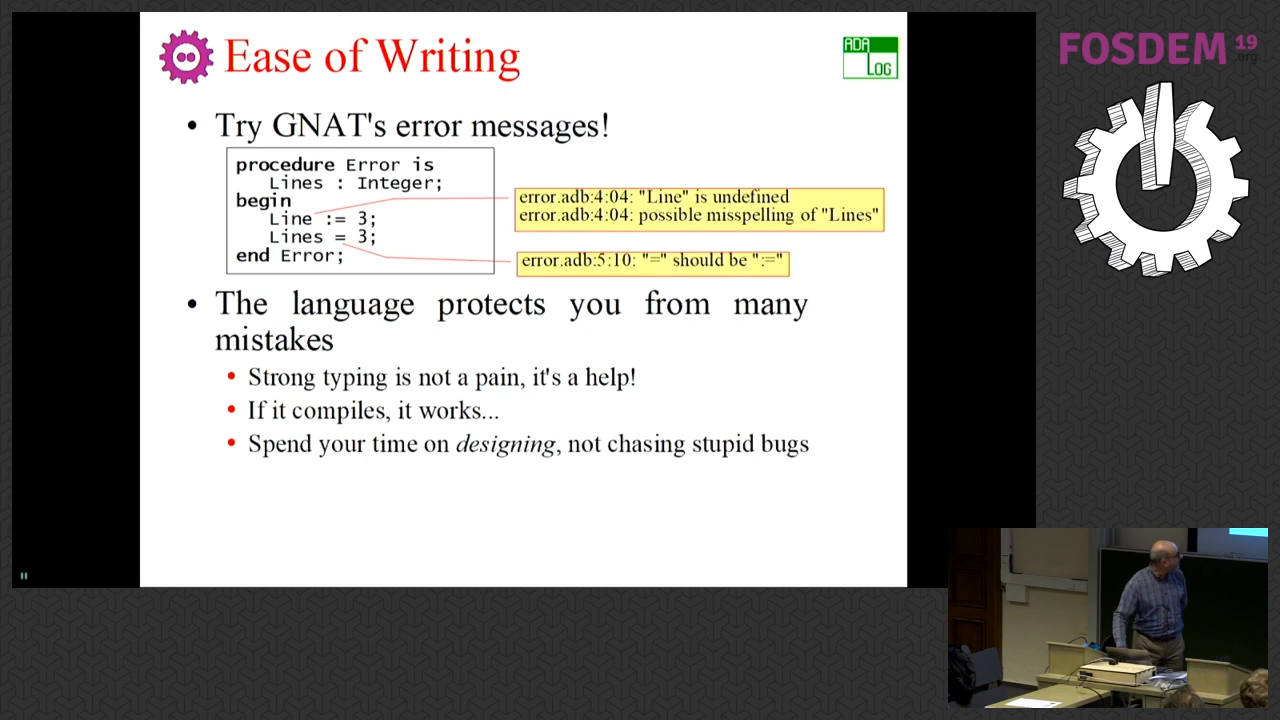 Ease of Writing
ADA
LOG
FOSDEM 19
.org
• Try GNAT's error messages!
procedure Error is
Lines : Integer;
begin
Line := 3;
Lines = 3;
end Error;
error.adb:4:04: "Line" is undefined
error.adb:4:04: possible misspelling of "Lines"
error.adb:5:10: "=" should be ":="
• The language protects you from many
mistakes
• Strong typing is not a pain, it's a help!
• If it compiles, it works...
• Spend your time on designing, not chasing stupid bugs